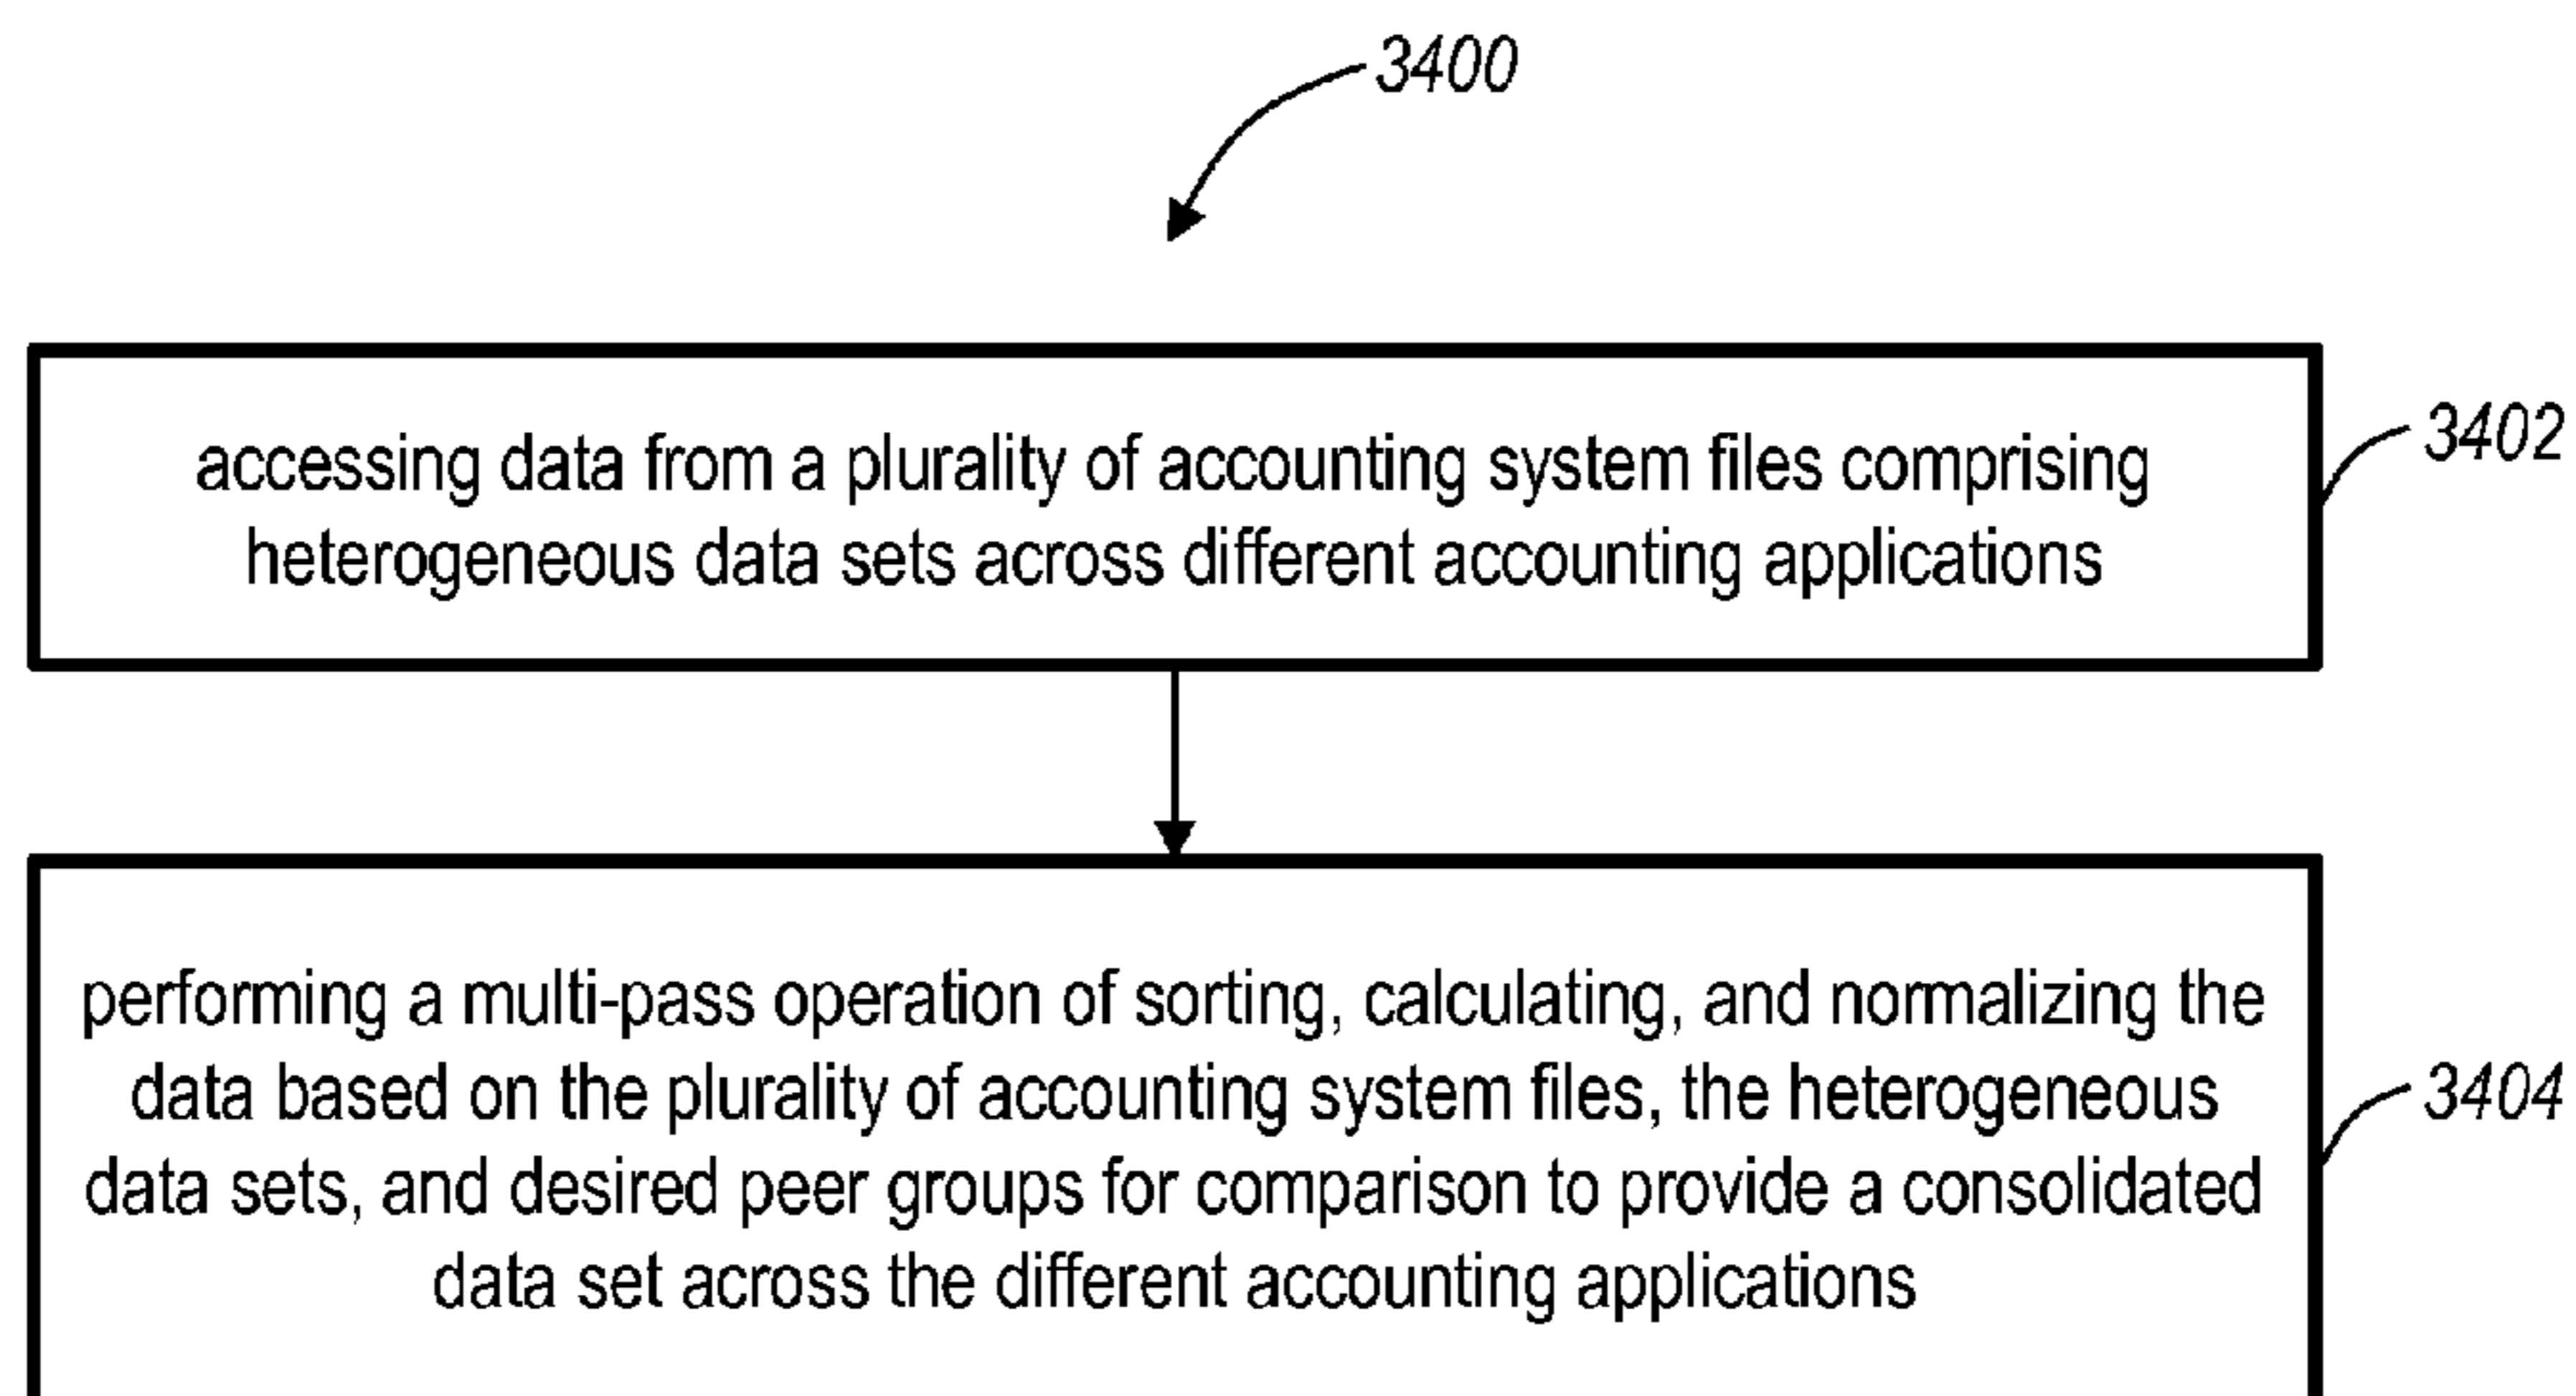 3400
accessing data from a plurality of accounting system files comprising
heterogeneous data sets across different accounting applications
3402
performing a multi-pass operation of sorting, calculating, and normalizing the
data based on the plurality of accounting system files, the heterogeneous
data sets, and desired peer groups for comparison to provide a consolidated
data set across the different accounting applications
3404